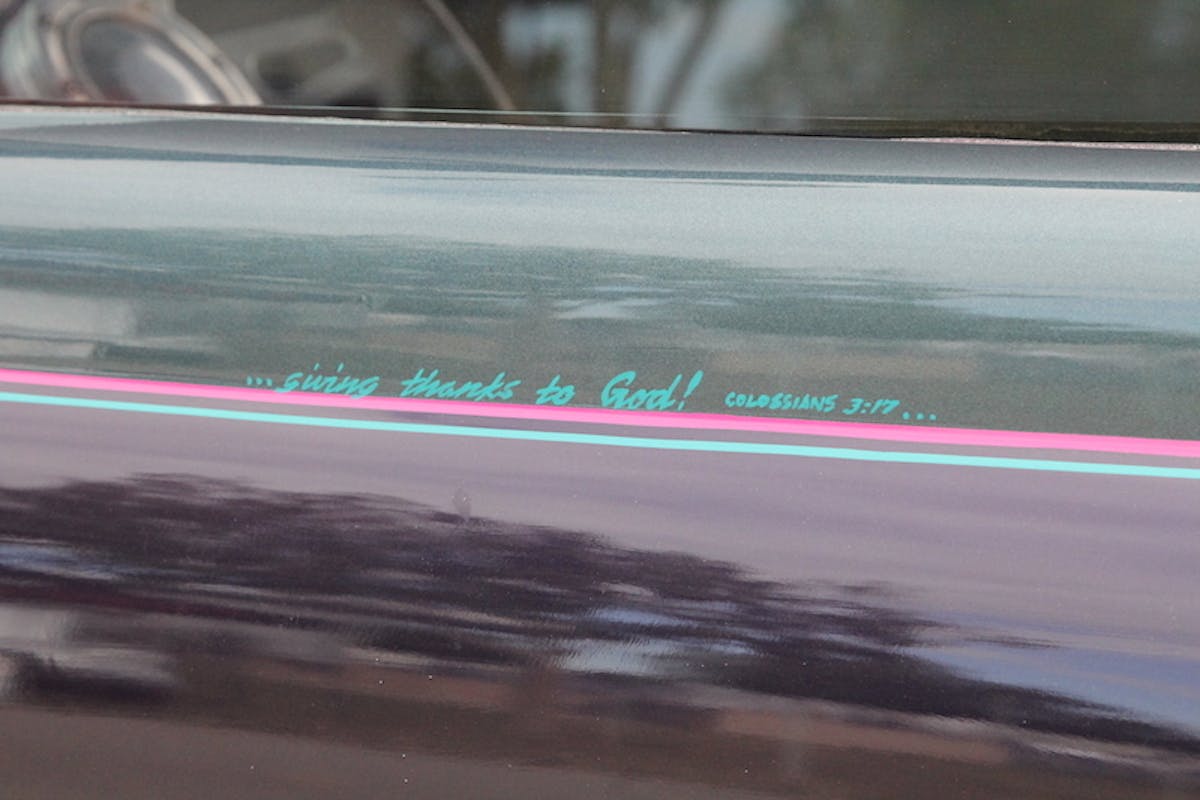 ...giving thanks to God! COLOSSIANS 3:17...